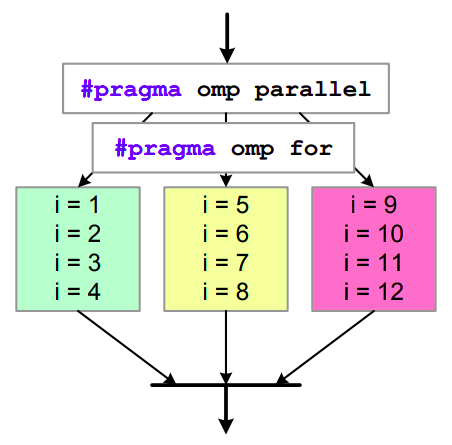 #pragma omp parallel
#pragma omp for
i = 1
i = 2
i = 3
i = 4
i = 5
i = 6
i = 7
i = 8
i = 9
i = 10
i = 11
i = 12